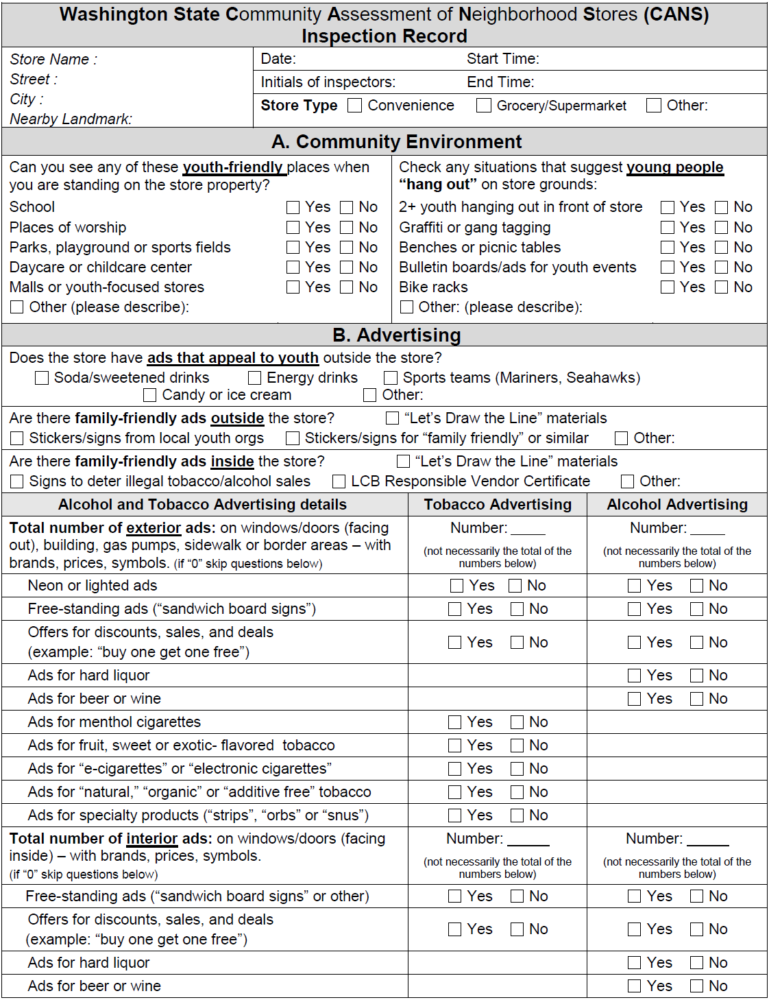 Washington State Community Assessment of Neighborhood Stores (CANS)
Inspection Record
Store Name :
Street :
City :
Nearby Landmark:
Date: Start Time:
Initials of inspectors: End Time:
Store Type ☐ Convenience ☐ Grocery/Supermarket ☐ Other:
A. Community Environment
Can you see any of these youth-friendly places when
you are standing on the store property?
School ☐ Yes ☐ No
Places of worship ☐ Yes ☐ No
Parks, playground or sports fields ☐ Yes ☐ No
Daycare or childcare center ☐ Yes ☐ No
Malls or youth-focused stores ☐ Yes ☐ No
☐ Other (please describe):
Check any situations that suggest young people
“hang out” on store grounds:
2+ youth hanging out in front of store ☐ Yes ☐ No
Graffiti or gang tagging ☐ Yes ☐ No
Benches or picnic tables ☐ Yes ☐ No
Bulletin boards/ads for youth events ☐ Yes ☐ No
Bike racks ☐ Yes ☐ No
☐ Other: (please describe):
B. Advertising
Does the store have ads that appeal to youth outside the store?
☐ Soda/sweetened drinks ☐ Energy drinks ☐ Sports teams (Mariners, Seahawks)
☐ Candy or ice cream ☐ Other:
Are there family-friendly ads outside the store? ☐ “Let’s Draw the Line” materials
☐ Stickers/signs from local youth orgs ☐ Stickers/signs for “family friendly” or similar ☐ Other:
Are there family-friendly ads inside the store? ☐ “Let’s Draw the Line” materials
☐ Signs to deter illegal tobacco/alcohol sales ☐ LCB Responsible Vendor Certificate ☐ Other:
Alcohol and Tobacco Advertising details Tobacco Advertising Alcohol Advertising
Total number of exterior ads: on windows/doors (facing
out), building, gas pumps, sidewalk or border areas – with
brands, prices, symbols. (if “0” skip questions below)
Number: ____
(not necessarily the total of the
numbers below)
Number: ____
(not necessarily the total of the
numbers below)
Neon or lighted ads ☐ Yes ☐ No ☐ Yes ☐ No
Free-standing ads (“sandwich board signs”) ☐ Yes ☐ No ☐ Yes ☐ No
Offers for discounts, sales, and deals
(example: “buy one get one free”) ☐ Yes ☐ No ☐ Yes ☐ No
Ads for hard liquor ☐ Yes ☐ No
Ads for beer or wine ☐ Yes ☐ No
Ads for menthol cigarettes ☐ Yes ☐ No
Ads for fruit, sweet or exotic- flavored tobacco ☐ Yes ☐ No
Ads for “e-cigarettes” or “electronic cigarettes” ☐ Yes ☐ No
Ads for “natural,” “organic” or “additive free” tobacco ☐ Yes ☐ No
Ads for specialty products (“strips”, “orbs” or “snus”) ☐ Yes ☐ No
Total number of interior ads: on windows/doors (facing
inside) – with brands, prices, symbols.
(if “0” skip questions below)
Number: _____
(not necessarily the total of the
numbers below)
Number: _____
(not necessarily the total of the
numbers below)
Free-standing ads (“sandwich board signs” or other) ☐ Yes ☐ No ☐ Yes ☐ No
Offers for discounts, sales, and deals
(example: “buy one get one free”) ☐ Yes ☐ No ☐ Yes ☐ No
Ads for hard liquor ☐ Yes ☐ No
Ads for beer or wine ☐ Yes ☐ No